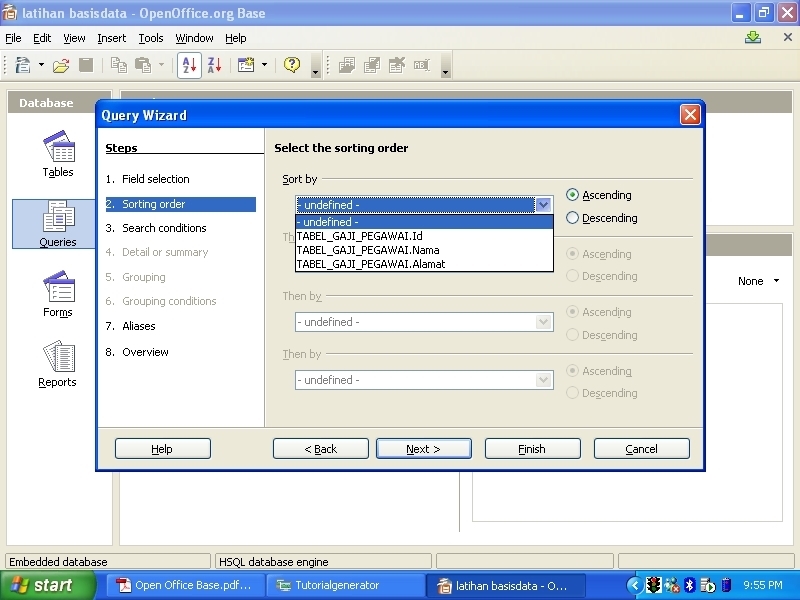 latihan basisdata - OpenOffice.org Base
File Edit View Insert Tools Window Help
Database
Tables
Queries
Forms
Reports
None
Query Wizard
Steps
1. Field selection
2. Sorting order
3. Search conditions
4. Detail or summary
5. Grouping
6. Grouping conditions
7. Aliases
8. Overview
Select the sorting order
Sort by
- undefined -
Ascending
Descending
- undefined -
TABEL_GAJI_PEGAWAI.Id
TABEL_GAJI_PEGAWAI.Nama
TABEL_GAJI_PEGAWAI.Alamat
Ascending
Descending
Then by
- undefined -
Ascending
Descending
Then by
- undefined -
Ascending
Descending
Help < Back Next > Finish Cancel
Embedded database HSQL database engine
start Open Office Base.pdf... Tutorialgenerator latihan basisdata - O... 9:55 PM